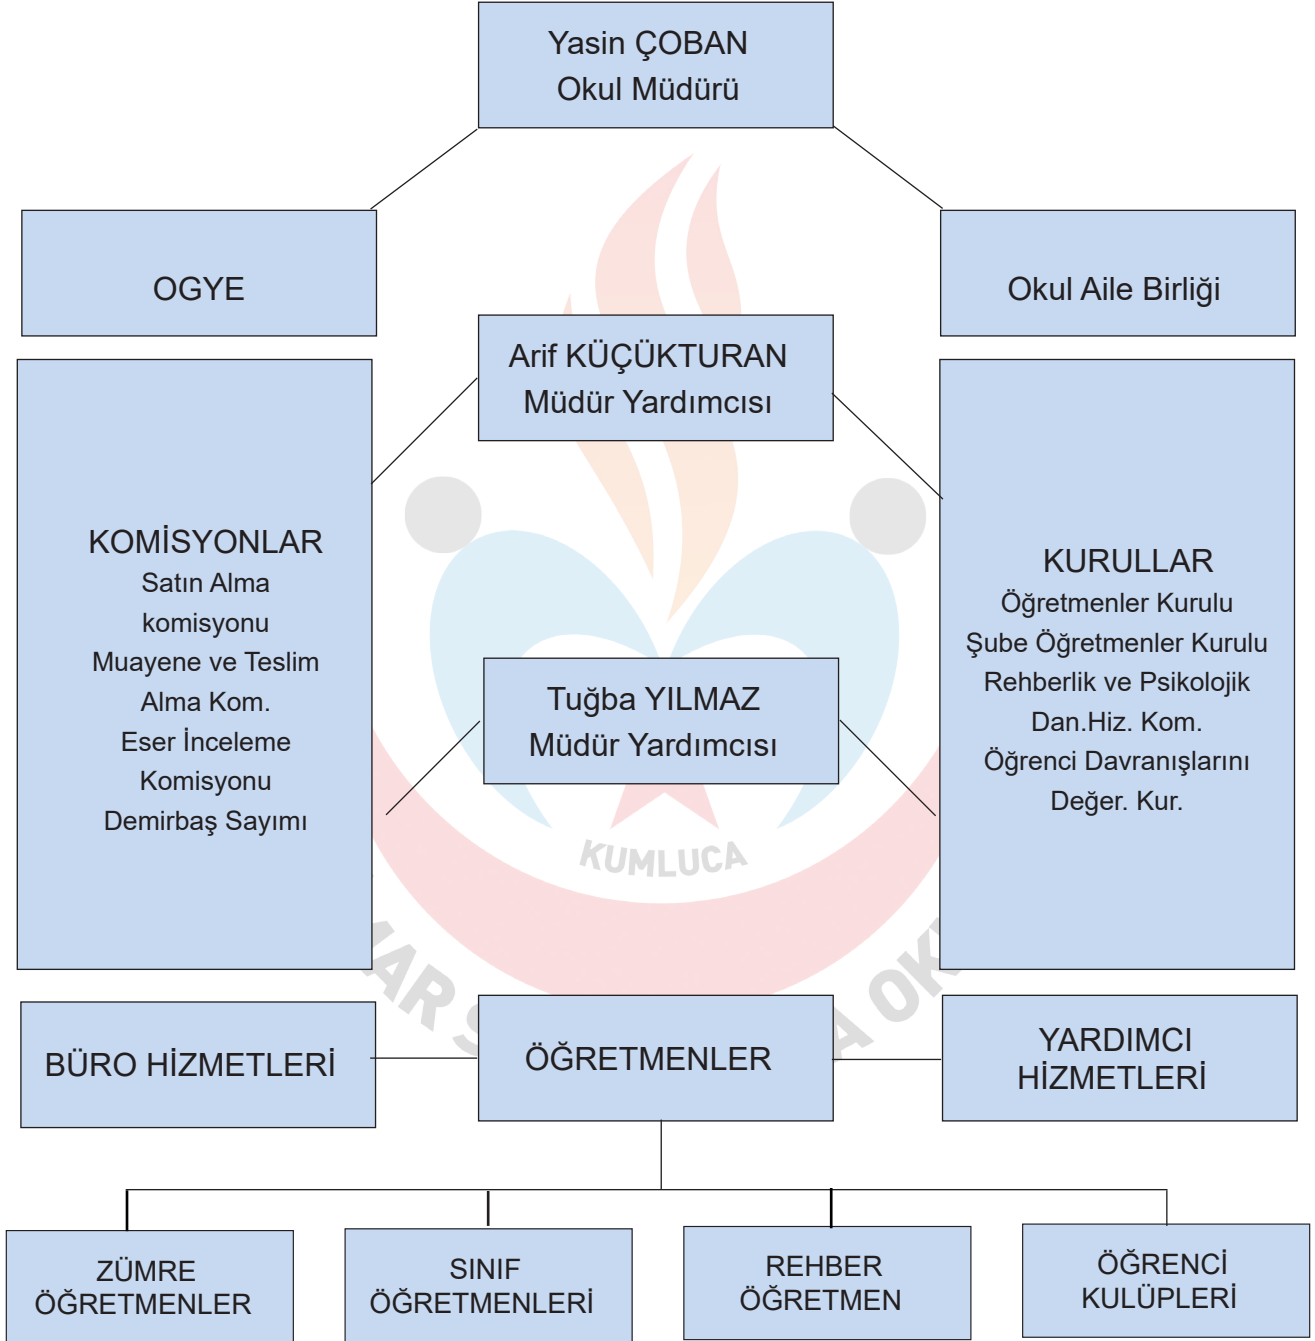 Yasin ÇOBAN
Okul Müdürü
OGYE
Okul Aile Birliği
Arif KÜÇÜKTURAN
Müdür Yardımcısı
KOMİSYONLAR
Satın Alma
komisyonu
Muayene ve Teslim
Alma Kom.
Eser İnceleme
Komisyonu
Demirbaş Sayımı
KURULLAR
Öğretmenler Kurulu
Şube Öğretmenler Kurulu
Rehberlik ve Psikolojik
Dan.Hiz. Kom.
Öğrenci Davranışlarını
Değer. Kur.
Tuğba YILMAZ
Müdür Yardımcısı
KUMLUCA
BÜRO HİZMETLERİ
ÖĞRETMENLER
YARDIMCI
HİZMETLERİ
ZÜMRE
ÖĞRETMENLER
SINIF
ÖĞRETMENLERİ
REHBER
ÖĞRETMEN
ÖĞRENCİ
KULÜPLERİ